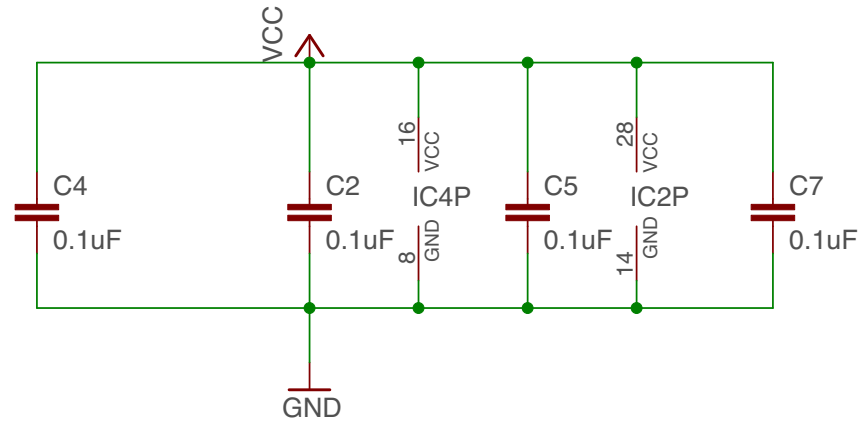 VCC
C4
0.1uF
C2
0.1uF
16
VCC
IC4P
8
GND
C5
0.1uF
28
VCC
IC2P
14
GND
C7
0.1uF
GND